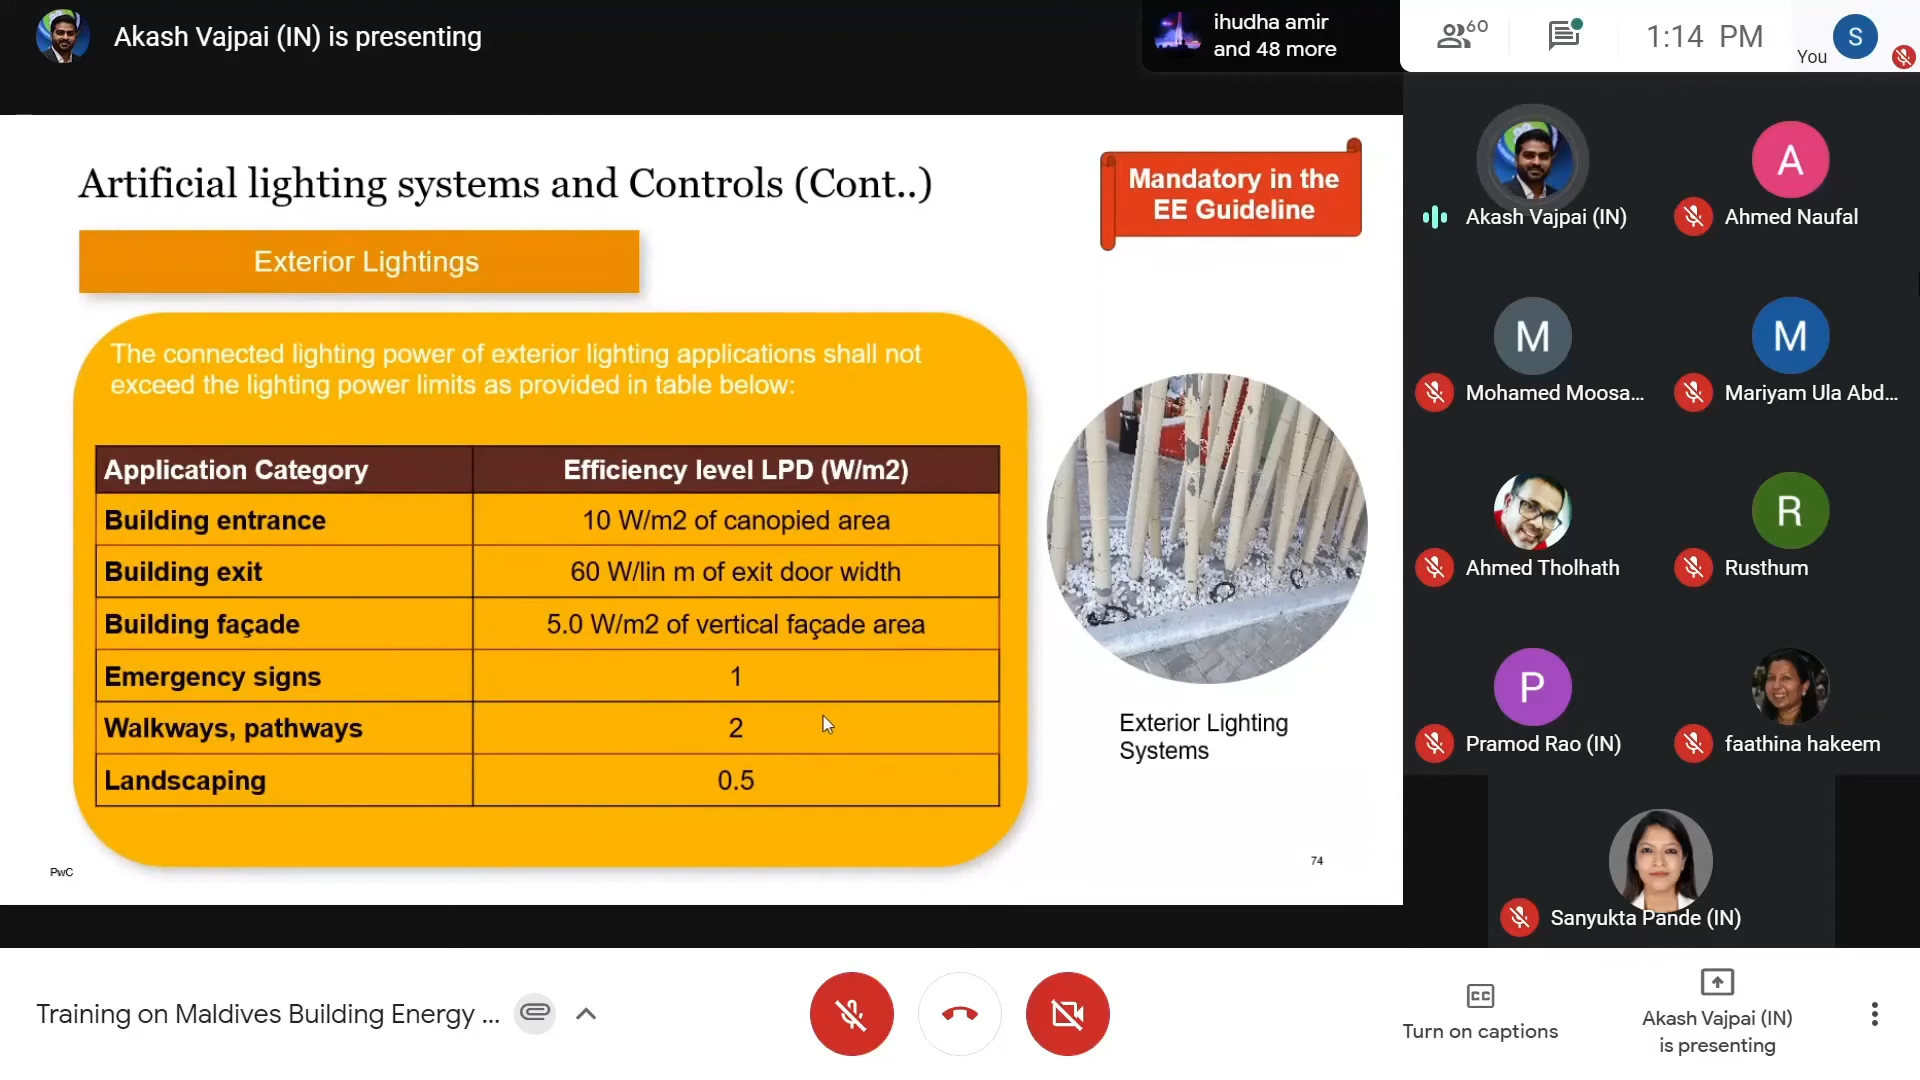 Akash Vajpai (IN) is presenting
ihudha amir
and 48 more
60
1:14 PM
You
S
Artificial lighting systems and Controls (Cont..)
Mandatory in the
EE Guideline
Exterior Lightings
The connected lighting power of exterior lighting applications shall not
exceed the lighting power limits as provided in table below:
Application Category Efficiency level LPD (W/m2)
Building entrance 10 W/m2 of canopied area
Building exit 60 W/lin m of exit door width
Building façade 5.0 W/m2 of vertical façade area
Emergency signs 1
Walkways, pathways 2
Landscaping 0.5
Exterior Lighting
Systems
PwC
74
Akash Vajpai (IN)
A
Ahmed Naufal
M
Mohamed Moosa...
M
Mariyam Ula Abd...
Ahmed Tholhath
R
Rusthum
P
Pramod Rao (IN)
faathina hakeem
Sanyukta Pande (IN)
Training on Maldives Building Energy ...
CC
Turn on captions
Akash Vajpai (IN)
is presenting